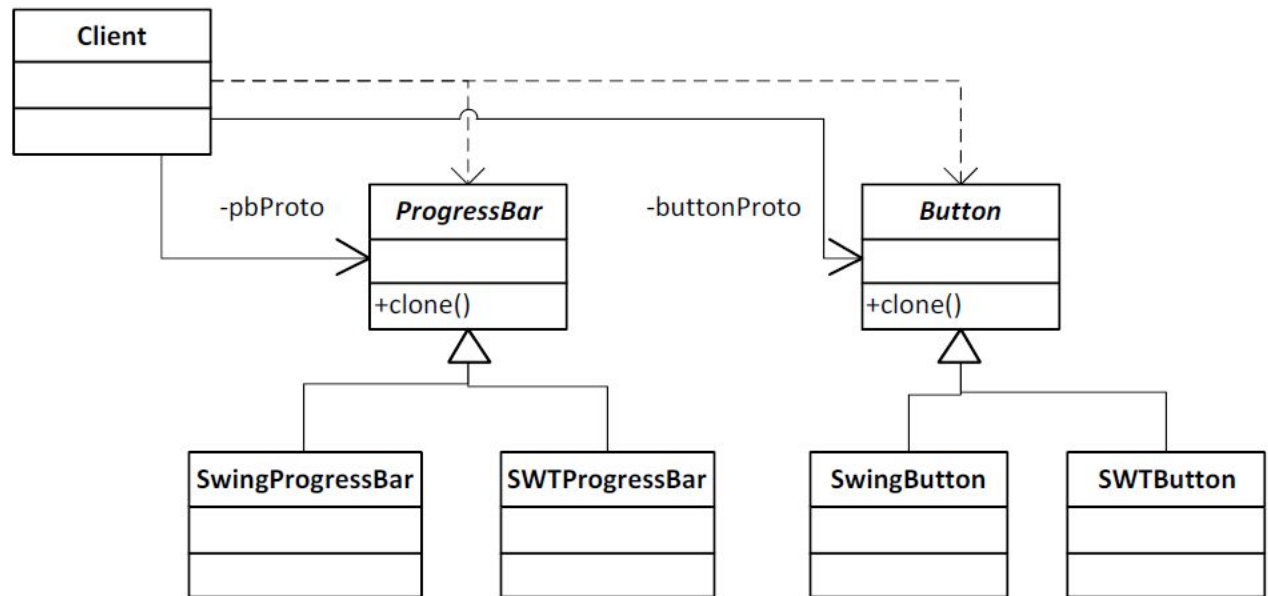 Client
-pbProto
ProgressBar
-buttonProto
Button
+clone()
+clone()
SwingProgressBar
SWTProgressBar
SwingButton
SWTButton